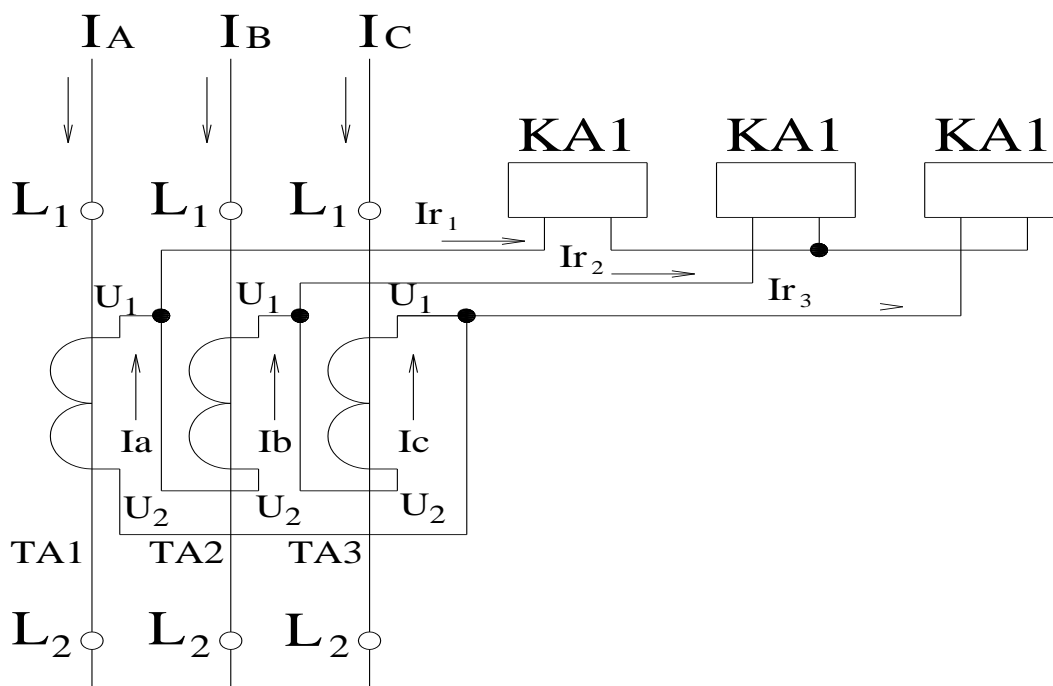 IA IB IC
KA1 KA1 KA1
L1 L1 L1
Ir1
Ir2
Ir3
U1 U1 U1
Ia Ib Ic
U2 U2 U2
TA1 TA2 TA3
L2 L2 L2